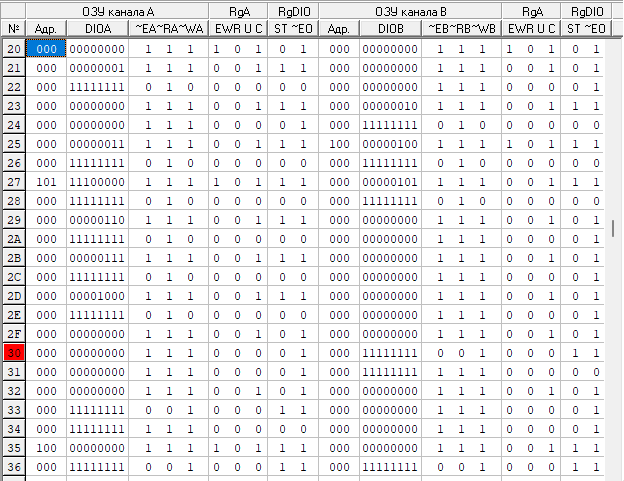 ОЗУ канала A RgA RgDIO ОЗУ канала B RgA RgDIO
№ Адр. DIOA ~EA~RA~WA EWR U C ST ~EO Адр. DIOB ~EB~RB~WB EWR U C ST ~EO
20 000 00000000 1 1 1 1 0 1 0 1 000 00000000 1 1 1 1 0 1 0 1
21 000 00000001 1 1 1 0 0 1 1 1 000 00000000 1 1 1 0 0 1 0 1
22 000 11111111 0 1 0 0 0 0 0 0 000 00000000 1 1 1 0 0 0 0 1
23 000 00000000 1 1 1 0 0 1 1 1 000 00000010 1 1 1 0 0 1 1 1
24 000 00000000 1 1 1 0 0 0 0 1 000 11111111 0 1 0 0 0 0 0 0
25 000 00000011 1 1 1 0 0 1 1 1 100 00000100 1 1 1 1 0 1 1 1
26 000 11111111 0 1 0 0 0 0 0 0 000 11111111 0 1 0 0 0 0 0 0
27 101 11100000 1 1 1 1 0 1 1 1 000 00000101 1 1 1 0 0 1 1 1
28 000 11111111 0 1 0 0 0 0 0 0 000 11111111 0 1 0 0 0 0 0 0
29 000 00000110 1 1 1 0 0 1 1 1 000 00000000 1 1 1 0 0 1 0 1
2A 000 11111111 0 1 0 0 0 0 0 0 000 00000000 1 1 1 0 0 0 0 1
2B 000 00000111 1 1 1 0 0 1 1 1 000 00000000 1 1 1 0 0 1 0 1
2C 000 11111111 0 1 0 0 0 0 0 0 000 00000000 1 1 1 0 0 0 0 1
2D 000 00001000 1 1 1 0 0 1 1 1 000 00000000 1 1 1 0 0 1 0 1
2E 000 11111111 0 1 0 0 0 0 0 0 000 00000000 1 1 1 0 0 0 0 1
2F 000 00000000 1 1 1 0 0 1 0 1 000 00000000 1 1 1 0 0 1 0 1
30 000 00000000 1 1 1 0 0 0 0 1 000 11111111 0 0 1 0 0 0 1 1
31 000 00000000 1 1 1 0 0 0 0 1 000 11111111 1 1 1 0 0 0 0 0
32 000 00000000 1 1 1 0 0 1 0 1 000 00000000 1 1 1 0 0 1 0 1
33 000 11111111 0 0 1 0 0 0 1 1 000 00000000 1 1 1 0 0 0 0 1
34 000 11111111 1 1 1 0 0 0 0 0 000 00000000 1 1 1 0 0 0 0 1
35 100 00000000 1 1 1 1 0 1 1 1 000 00000000 1 1 1 0 0 1 0 1
36 000 11111111 0 0 1 0 0 0 1 1 000 11111111 0 0 1 0 0 0 1 1